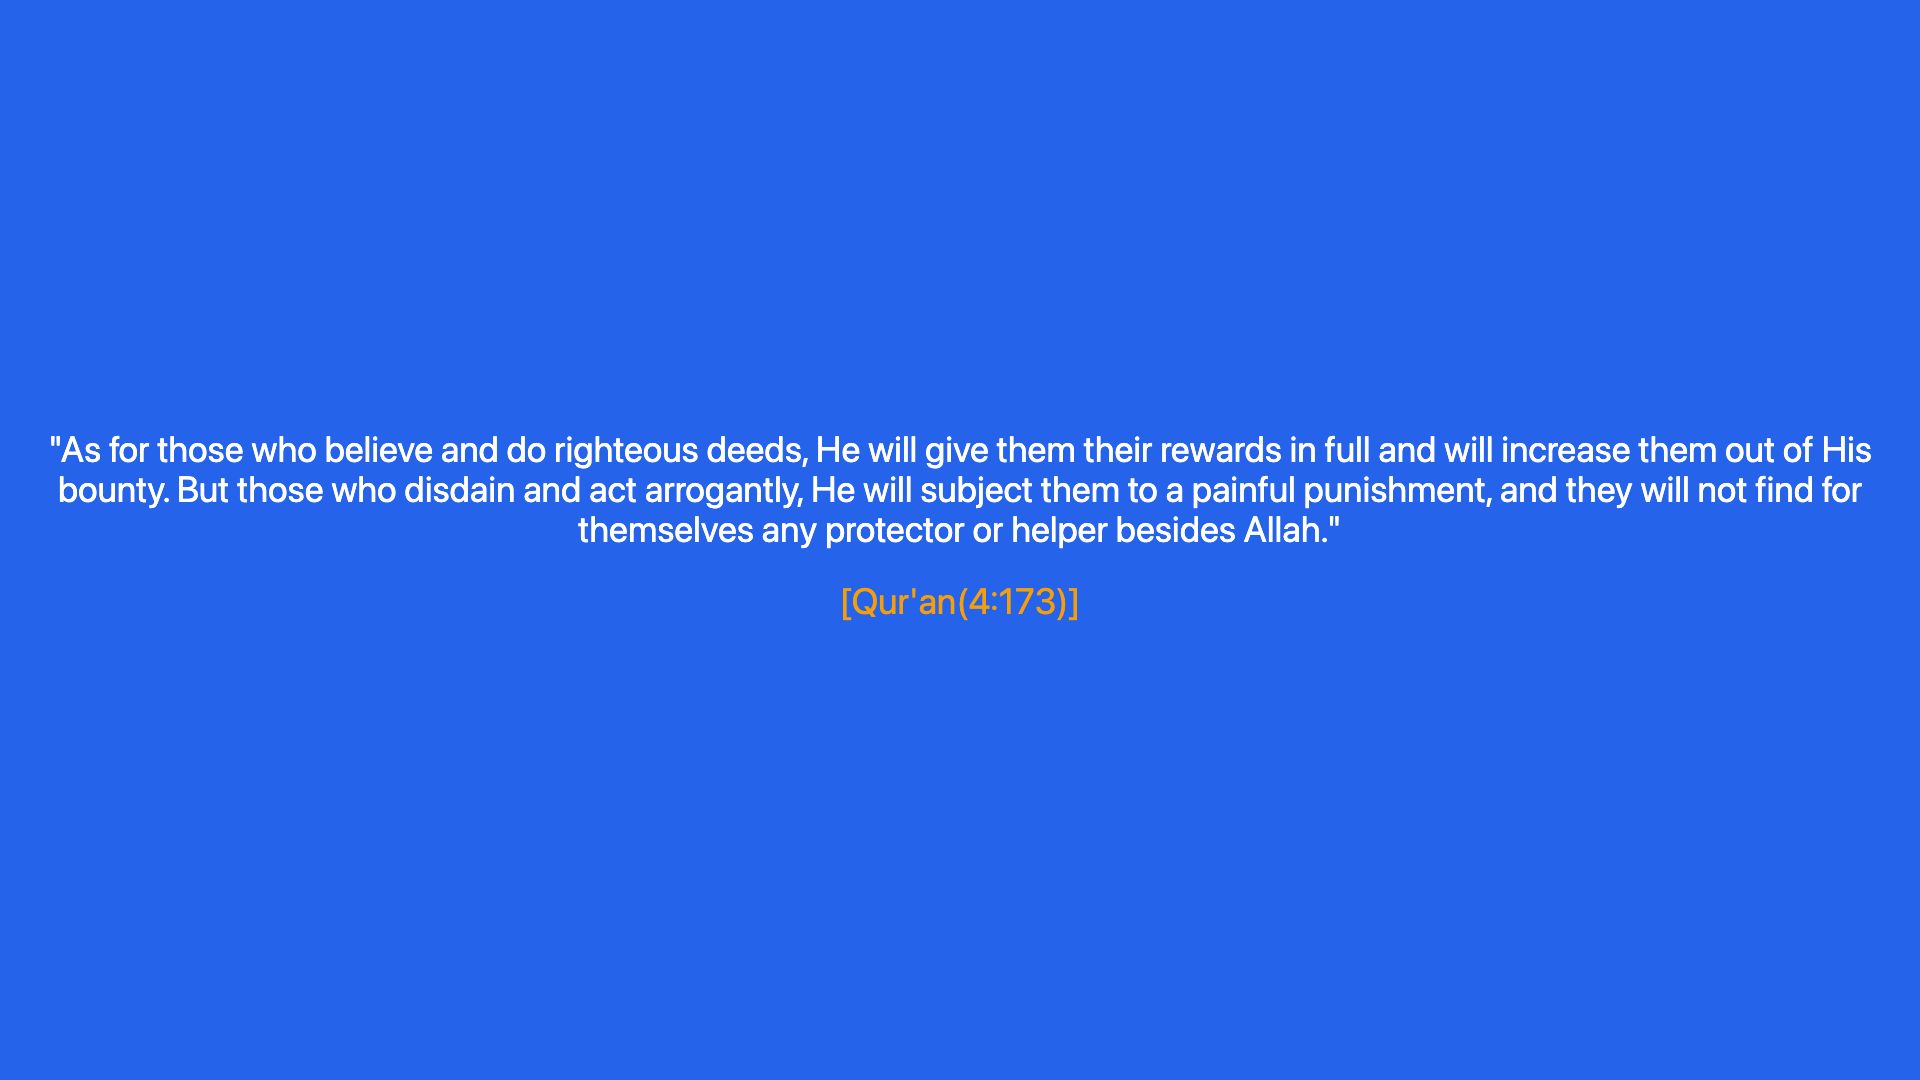 "As for those who believe and do righteous deeds, He will give them their rewards in full and will increase them out of His
bounty. But those who disdain and act arrogantly, He will subject them to a painful punishment, and they will not find for
themselves any protector or helper besides Allah."
[Qur'an(4:173)]